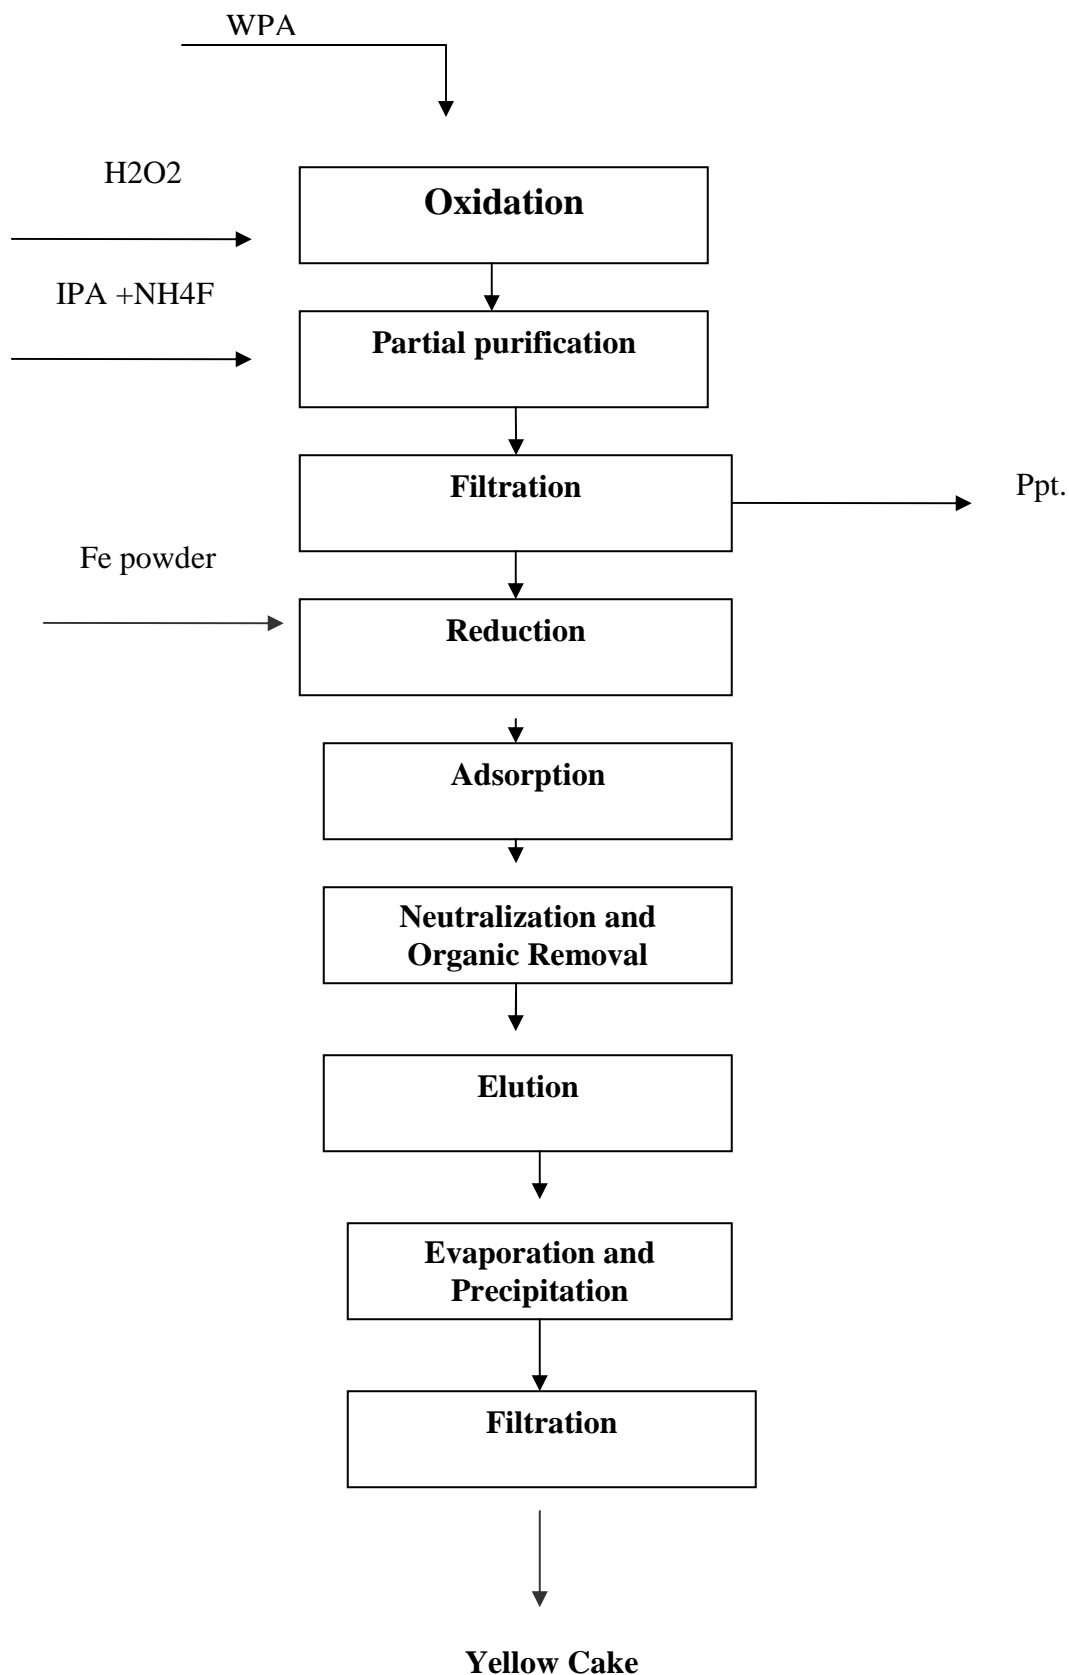 WPA
H2O2
Oxidation
IPA +NH4F
Partial purification
Filtration
Ppt.
Fe powder
Reduction
Adsorption
Neutralization and
Organic Removal
Elution
Evaporation and
Precipitation
Filtration
Yellow Cake